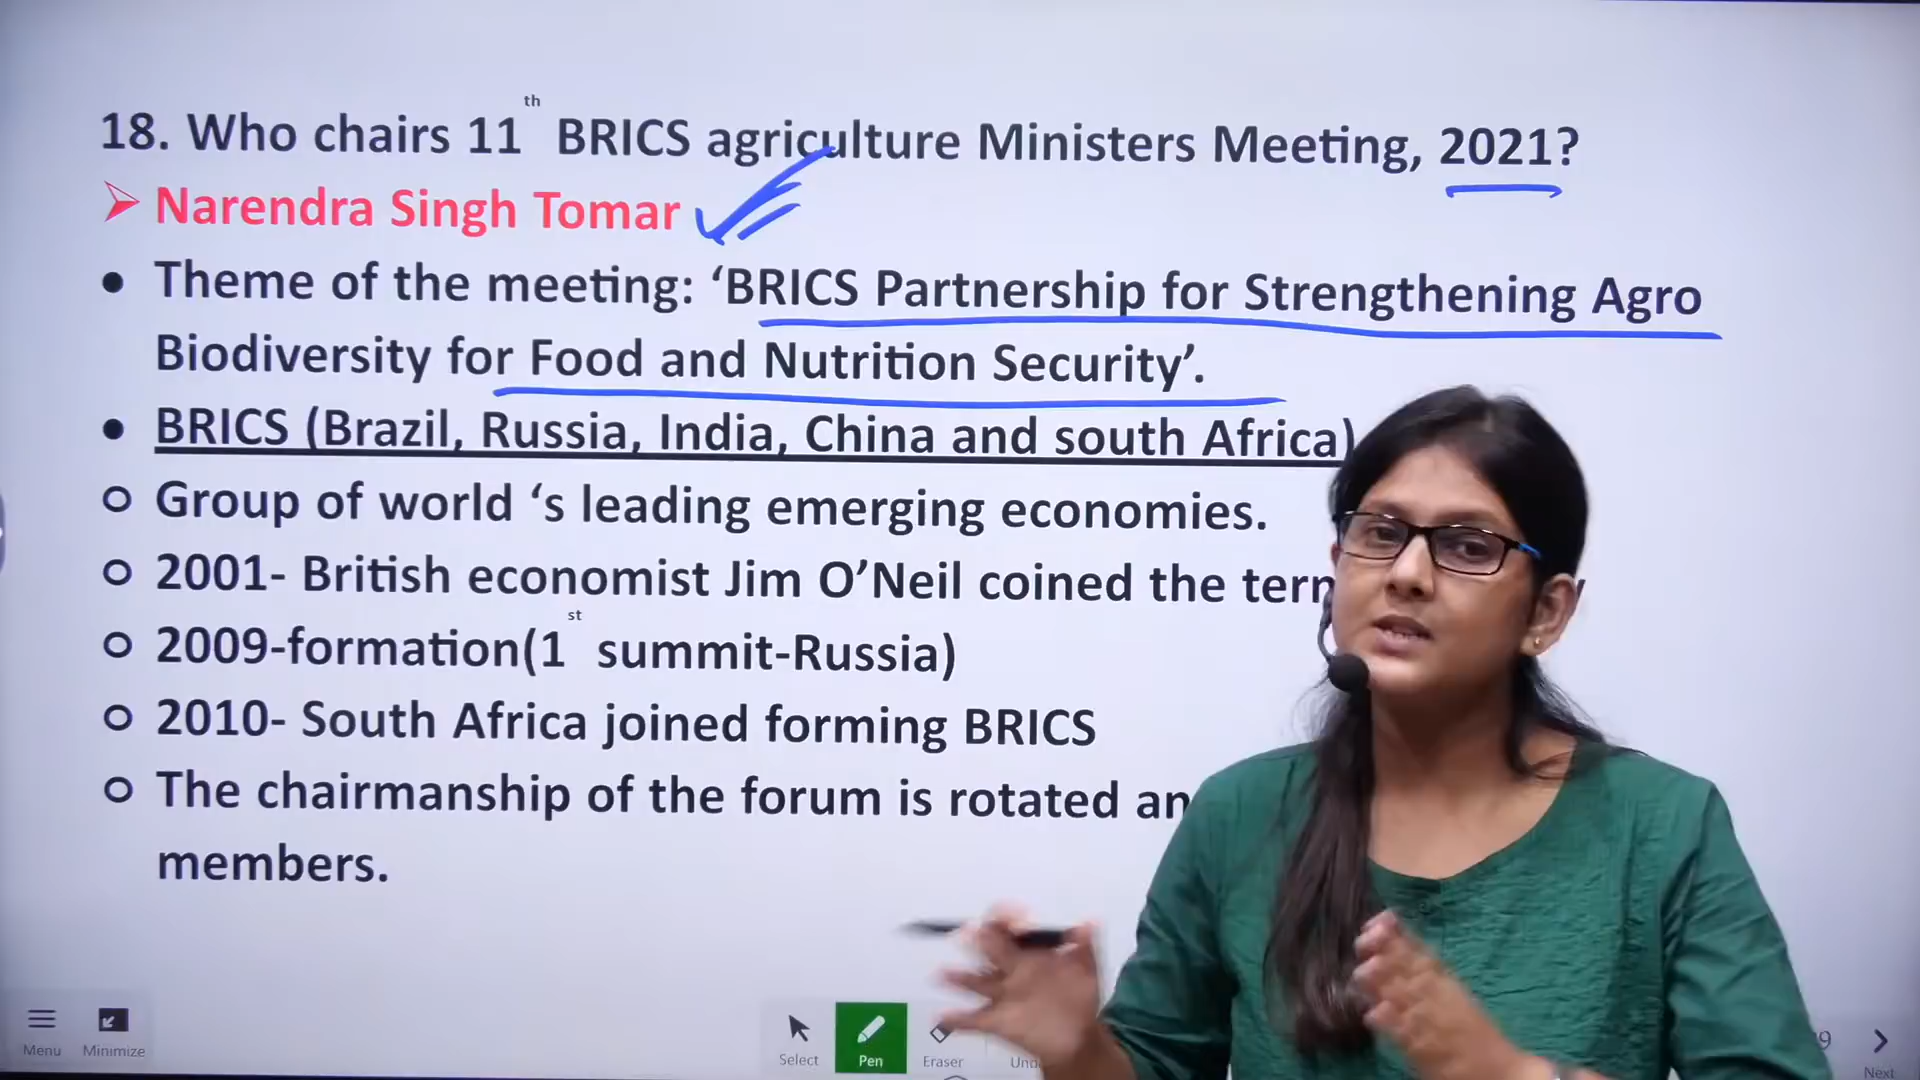 18. Who chairs 11th BRICS agriculture Ministers Meeting, 2021?
Narendra Singh Tomar
Theme of the meeting: ‘BRICS Partnership for Strengthening Agro
Biodiversity for Food and Nutrition Security’.
BRICS (Brazil, Russia, India, China and south Africa)
Group of world ‘s leading emerging economies.
2001- British economist Jim O’Neil coined the
2009-formation(1st summit-Russia)
2010- South Africa joined forming BRICS
The chairmanship of the forum is rotated
members.
Menu
Minimize
Select
Pen
Eraser
Next